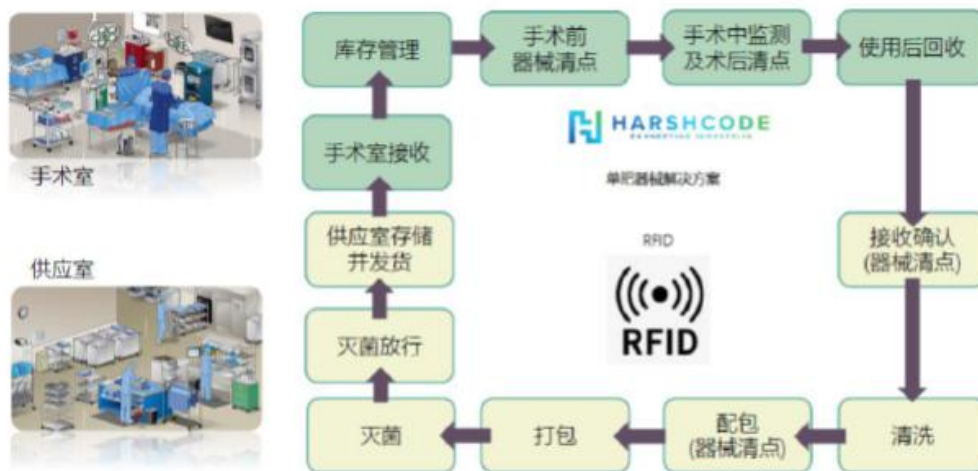 库存管理
手术前
器械清点
手术中监测
及术后清点
使用后回收
HARSHCODE
手术室
手术室接收
单把器械解决方案
供应室存储
并发货
RFID
接收确认
(器械清点)
供应室
RFID
灭菌放行
灭菌
打包
配包
(器械清点)
清洗